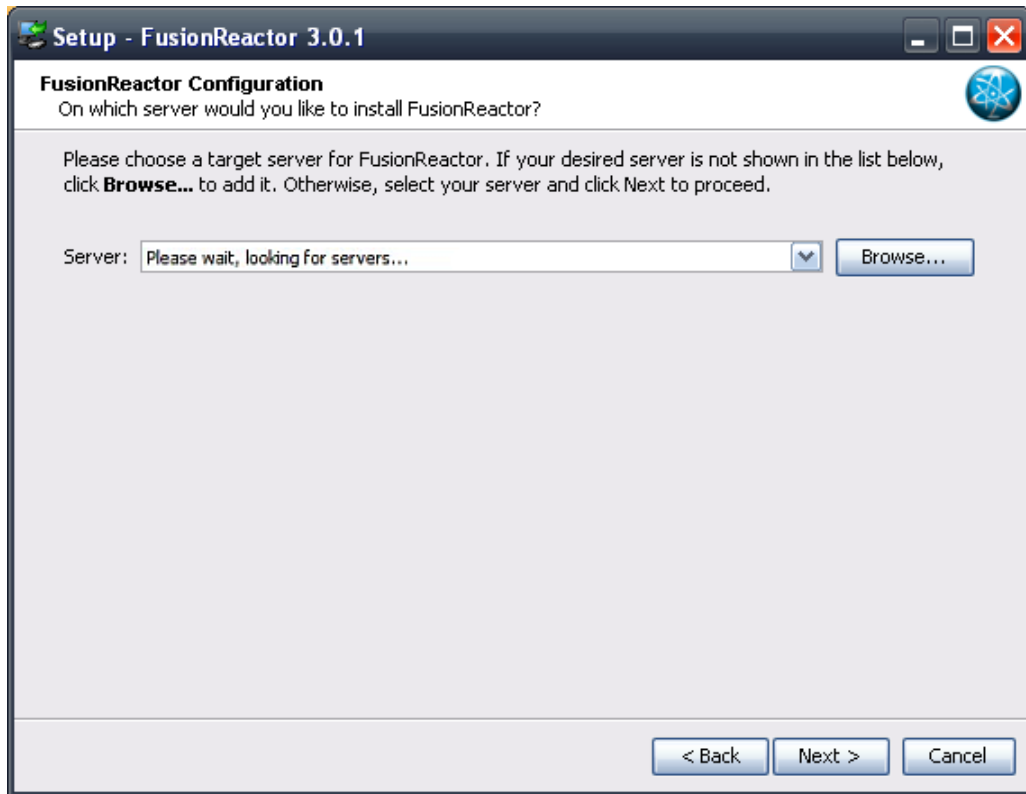 Setup - FusionReactor 3.0.1
FusionReactor Configuration
On which server would you like to install FusionReactor?
Please choose a target server for FusionReactor. If your desired server is not shown in the list below,
click Browse... to add it. Otherwise, select your server and click Next to proceed.
Server: Please wait, looking for servers... Browse...
< Back Next > Cancel